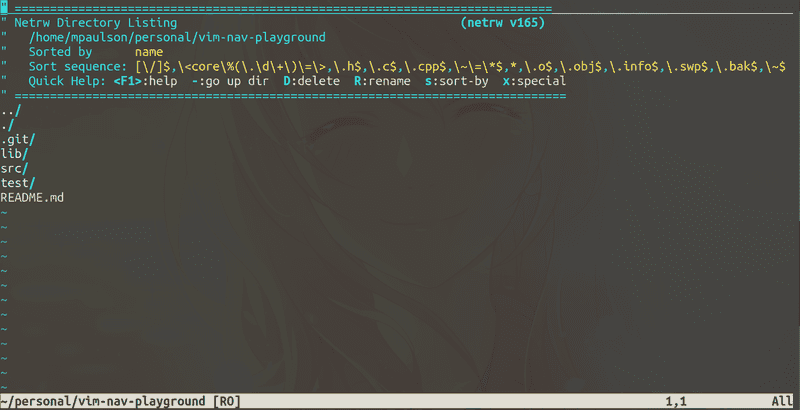 " ============================================================================
" Netrw Directory Listing                                        (netrw v165)
"   /home/mpaulson/personal/vim-nav-playground
"   Sorted by      name
"   Sort sequence: [\/]$,\<core\%(\.\d\+\)\=\>,\.h$,\.c$,\.cpp$,\~\=\*$,*,\.o$,\.obj$,\.info$,\.swp$,\.bak$,\~$
"   Quick Help: <F1>:help  -:go up dir  D:delete  R:rename  s:sort-by  x:special
" ==============================================================================
../
./
.git/
lib/
src/
test/
README.md
~
~
~
~
~
~
~
~
~
~
~
~
~
~/personal/vim-nav-playground [RO]                                                            1,1            All